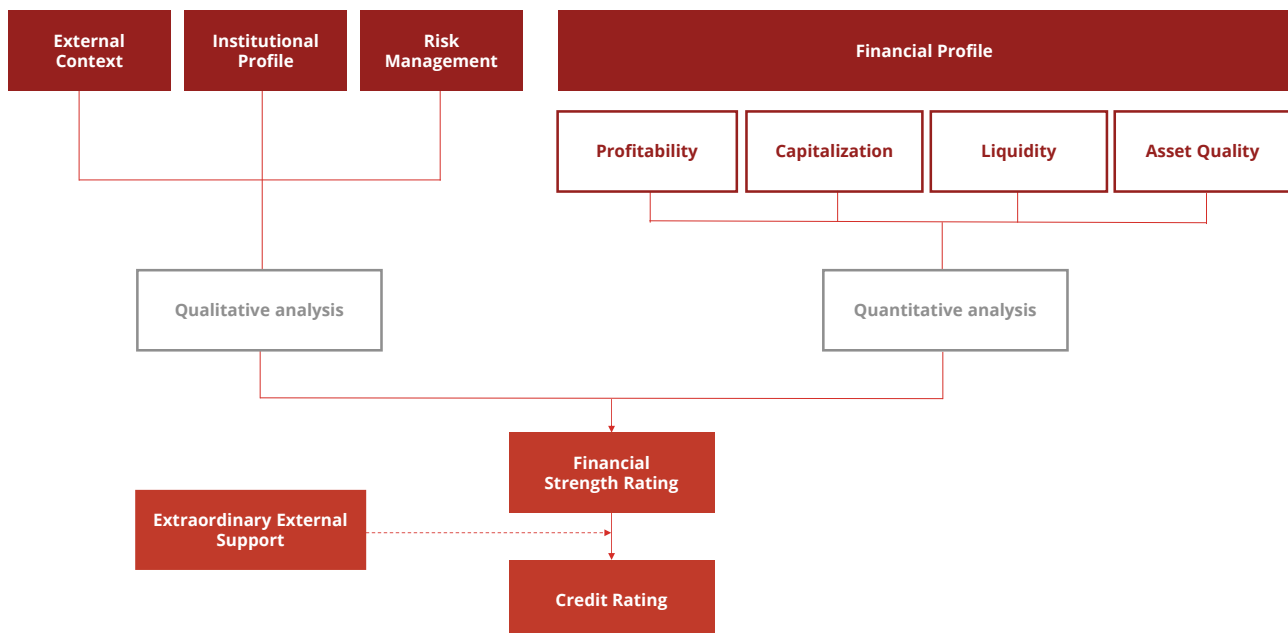 External
Context
Institutional
Profile
Risk
Management
Financial Profile
Profitability
Capitalization
Liquidity
Asset Quality
Qualitative analysis
Quantitative analysis
Financial
Strength Rating
Extraordinary External
Support
Credit Rating